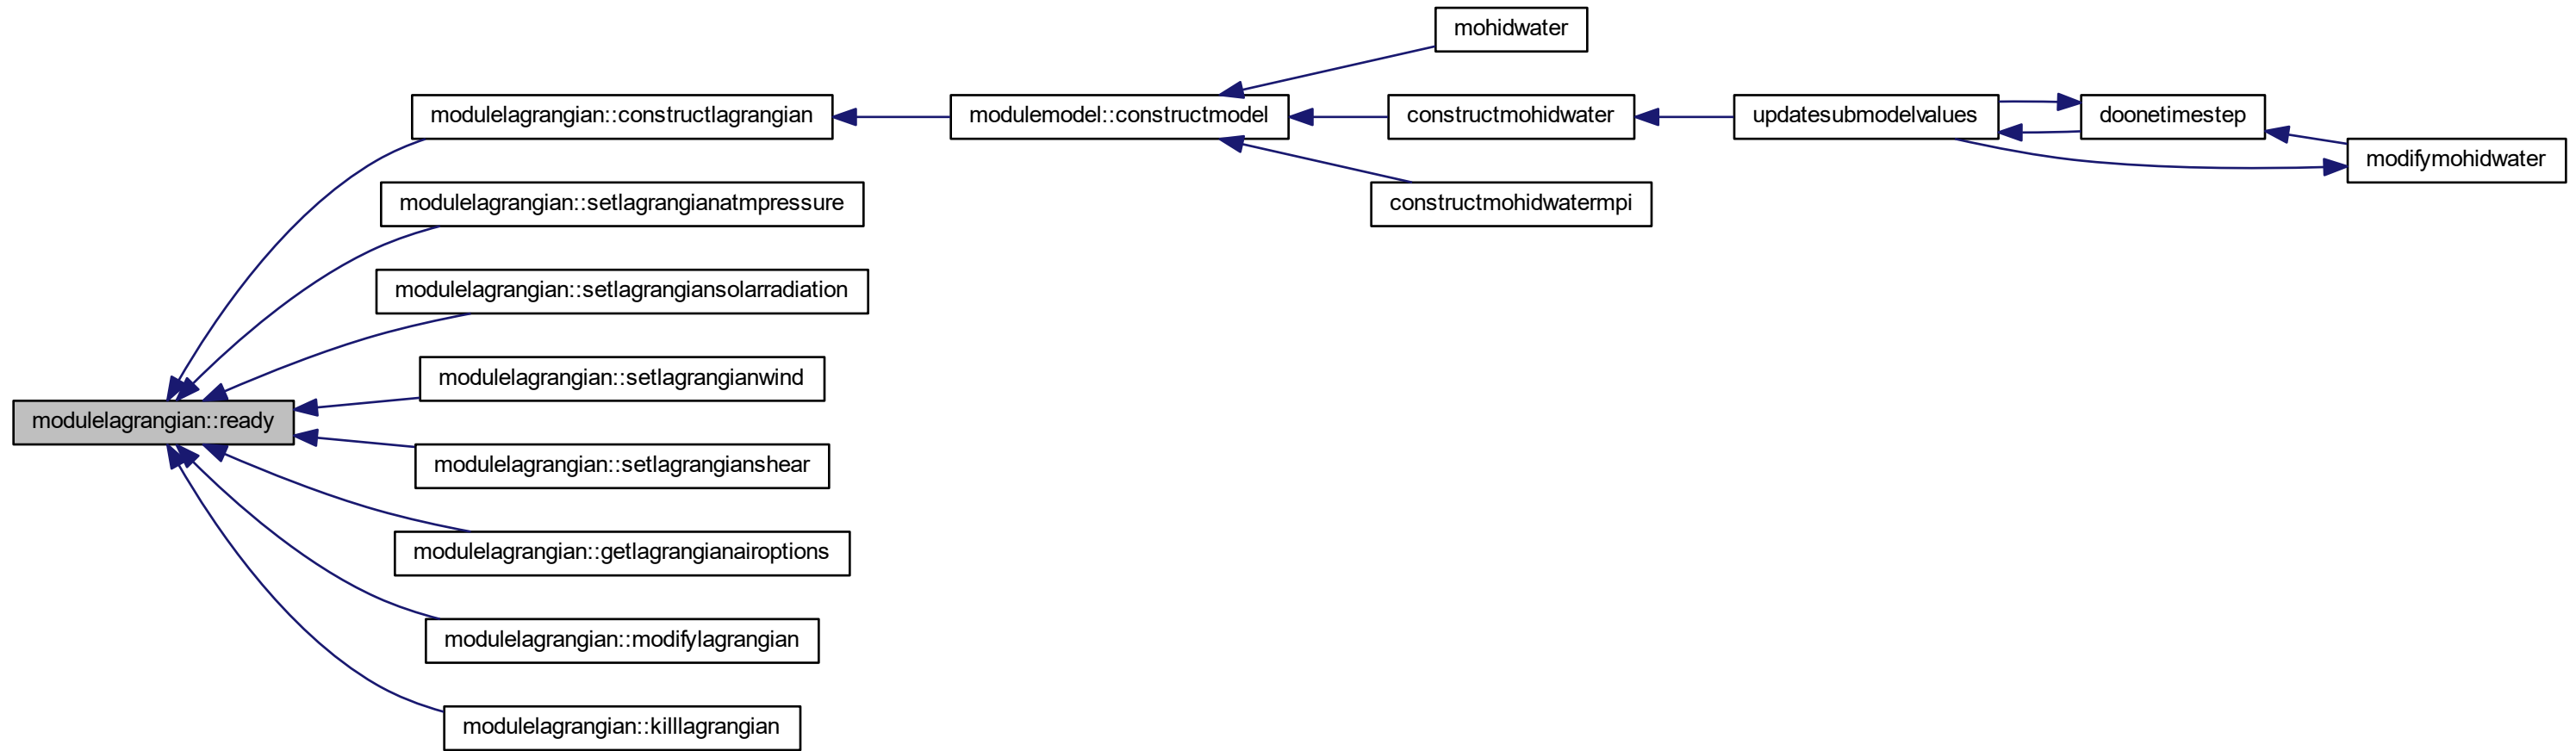 mohidwater
modulelagrangian::constructlagrangian
modulemodel::constructmodel
constructmohidwater
updatesubmodelvalues
doonetimestep
modifymohidwater
modulelagrangian::setlagrangianatmpressure
constructmohidwatermpi
modulelagrangian::setlagrangiansolarradiation
modulelagrangian::setlagrangianwind
modulelagrangian::ready
modulelagrangian::setlagrangianshear
modulelagrangian::getlagrangianairoptions
modulelagrangian::modifylagrangian
modulelagrangian::killlagrangian